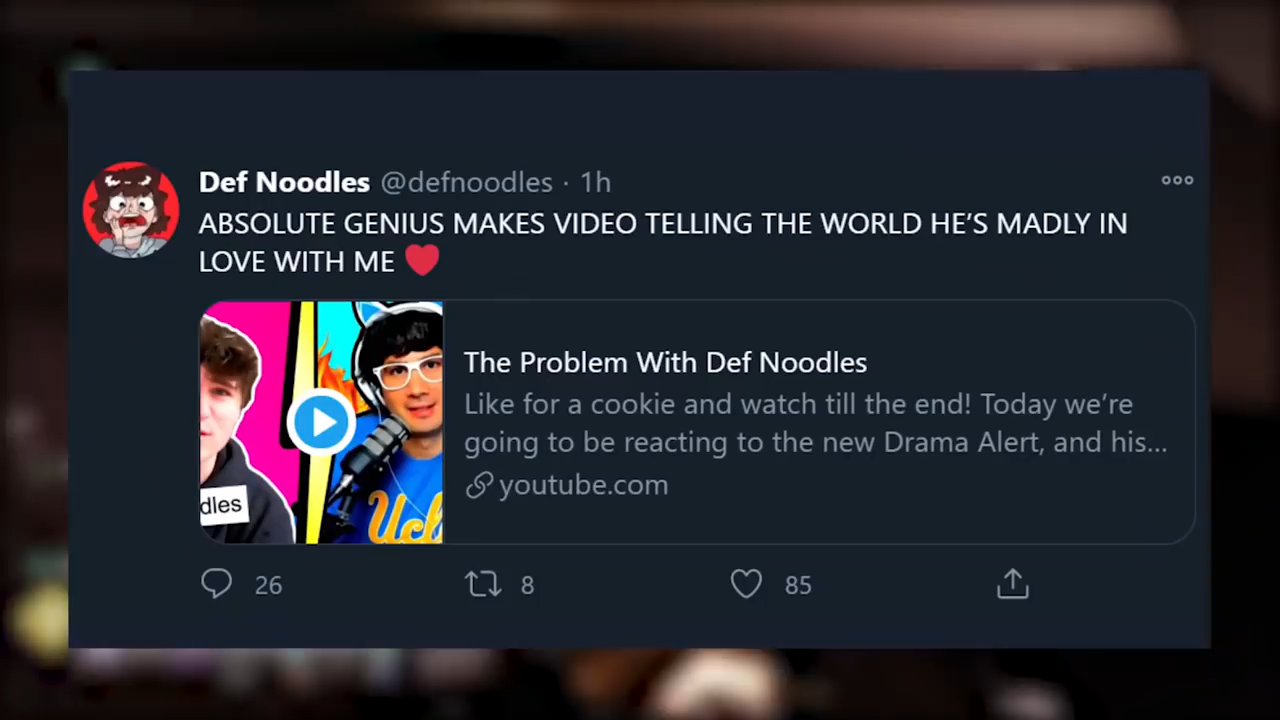 Def Noodles @defnoodles · 1h
ABSOLUTE GENIUS MAKES VIDEO TELLING THE WORLD HE’S MADLY IN
LOVE WITH ME ❤️
dles
The Problem With Def Noodles
Like for a cookie and watch till the end! Today we’re
going to be reacting to the new Drama Alert, and his...
youtube.com
26 8 85